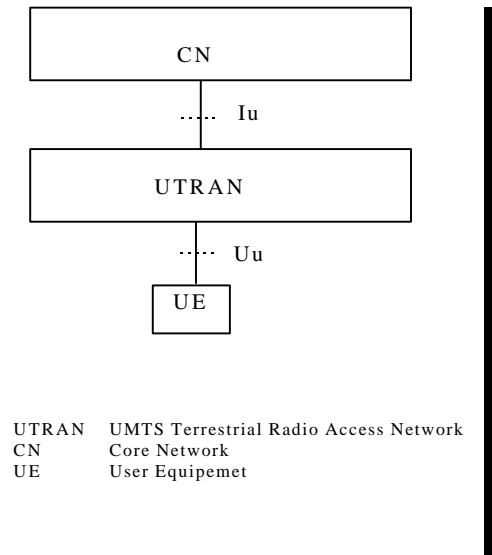 CN
Iu
UTRAN
Uu
UE
UTRAN UMTS Terrestrial Radio Access Network
CN Core Network
UE User Equipemet